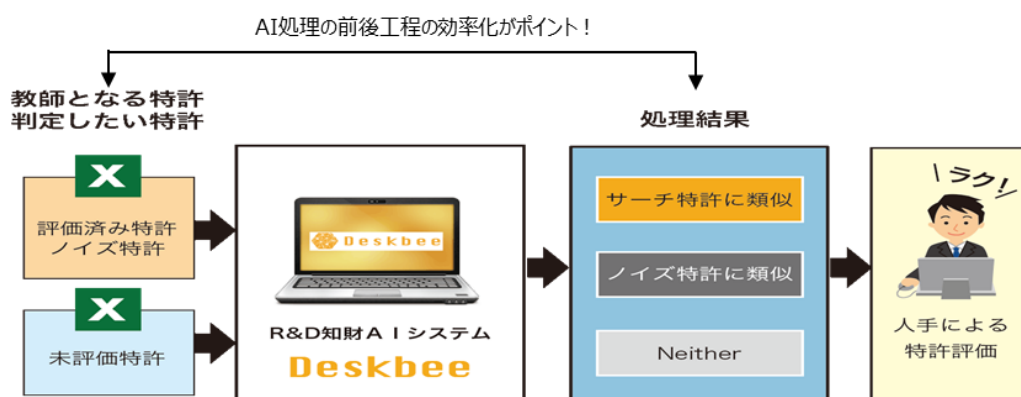 AI処理の前後工程の効率化がポイント！
教師となる特許
判定したい特許
X
評価済み特許
ノイズ特許
X
未評価特許
Deskbee
R&D知財AIシステム
Deskbee
処理結果
サーチ特許に類似
ノイズ特許に類似
Neither
ラク!
人手による
特許評価